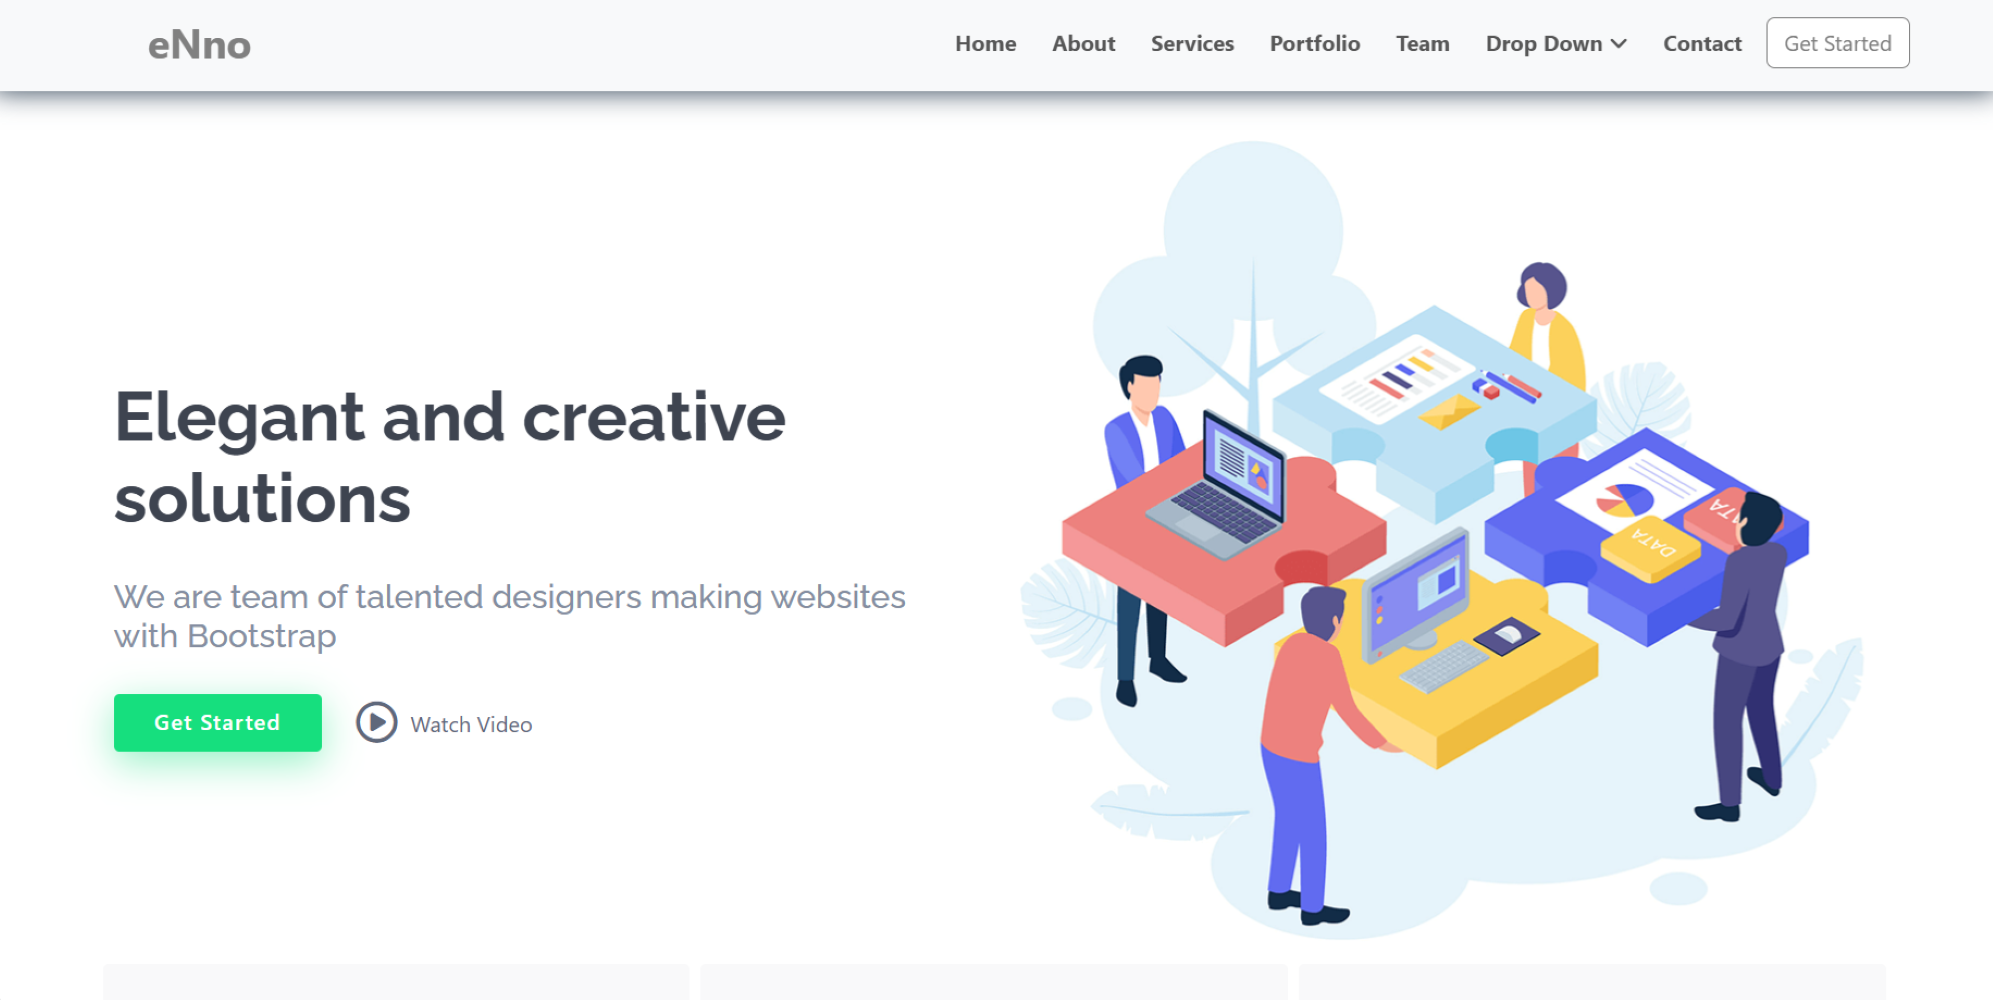 eNno
Home About Services Portfolio Team Drop Down Contact Get Started
Elegant and creative
solutions
We are team of talented designers making websites
with Bootstrap
Get Started Watch Video
DATA
DATA